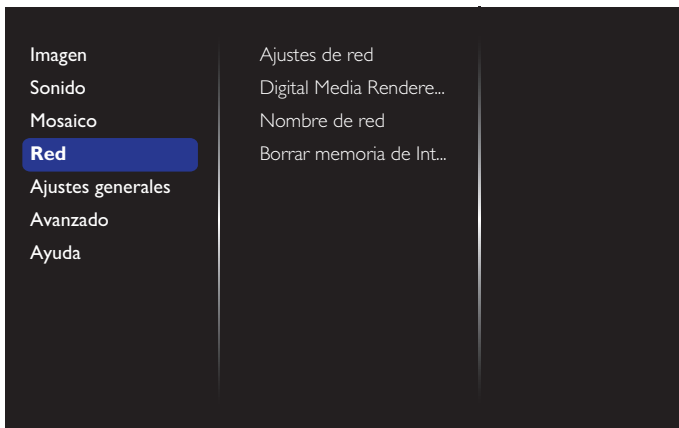 Imagen
Sonido
Mosaico
Red
Ajustes generales
Avanzado
Ayuda
Ajustes de red
Digital Media Rendere...
Nombre de red
Borrar memoria de Int...